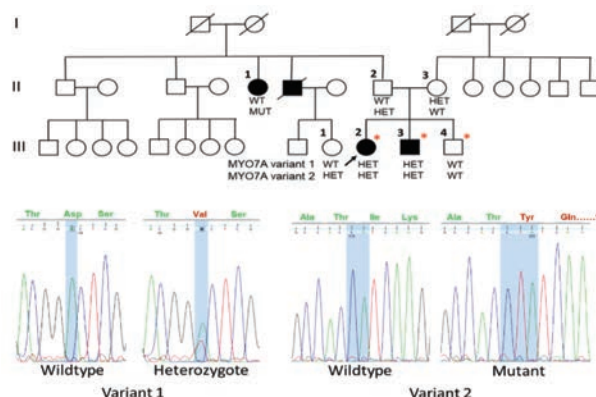 I
II
1 2 3
WT WT HET
MUT HET WT
III
1 2 * 3 * 4 *
MYO7A variant 1 WT HET HET WT
MYO7A variant 2 HET HET HET WT
Thr Asp Ser
Thr Val Ser
Ala Thr Ile Lys
Ala Thr Tyr Gln......
Wildtype Heterozygote Wildtype Mutant
Variant 1 Variant 2